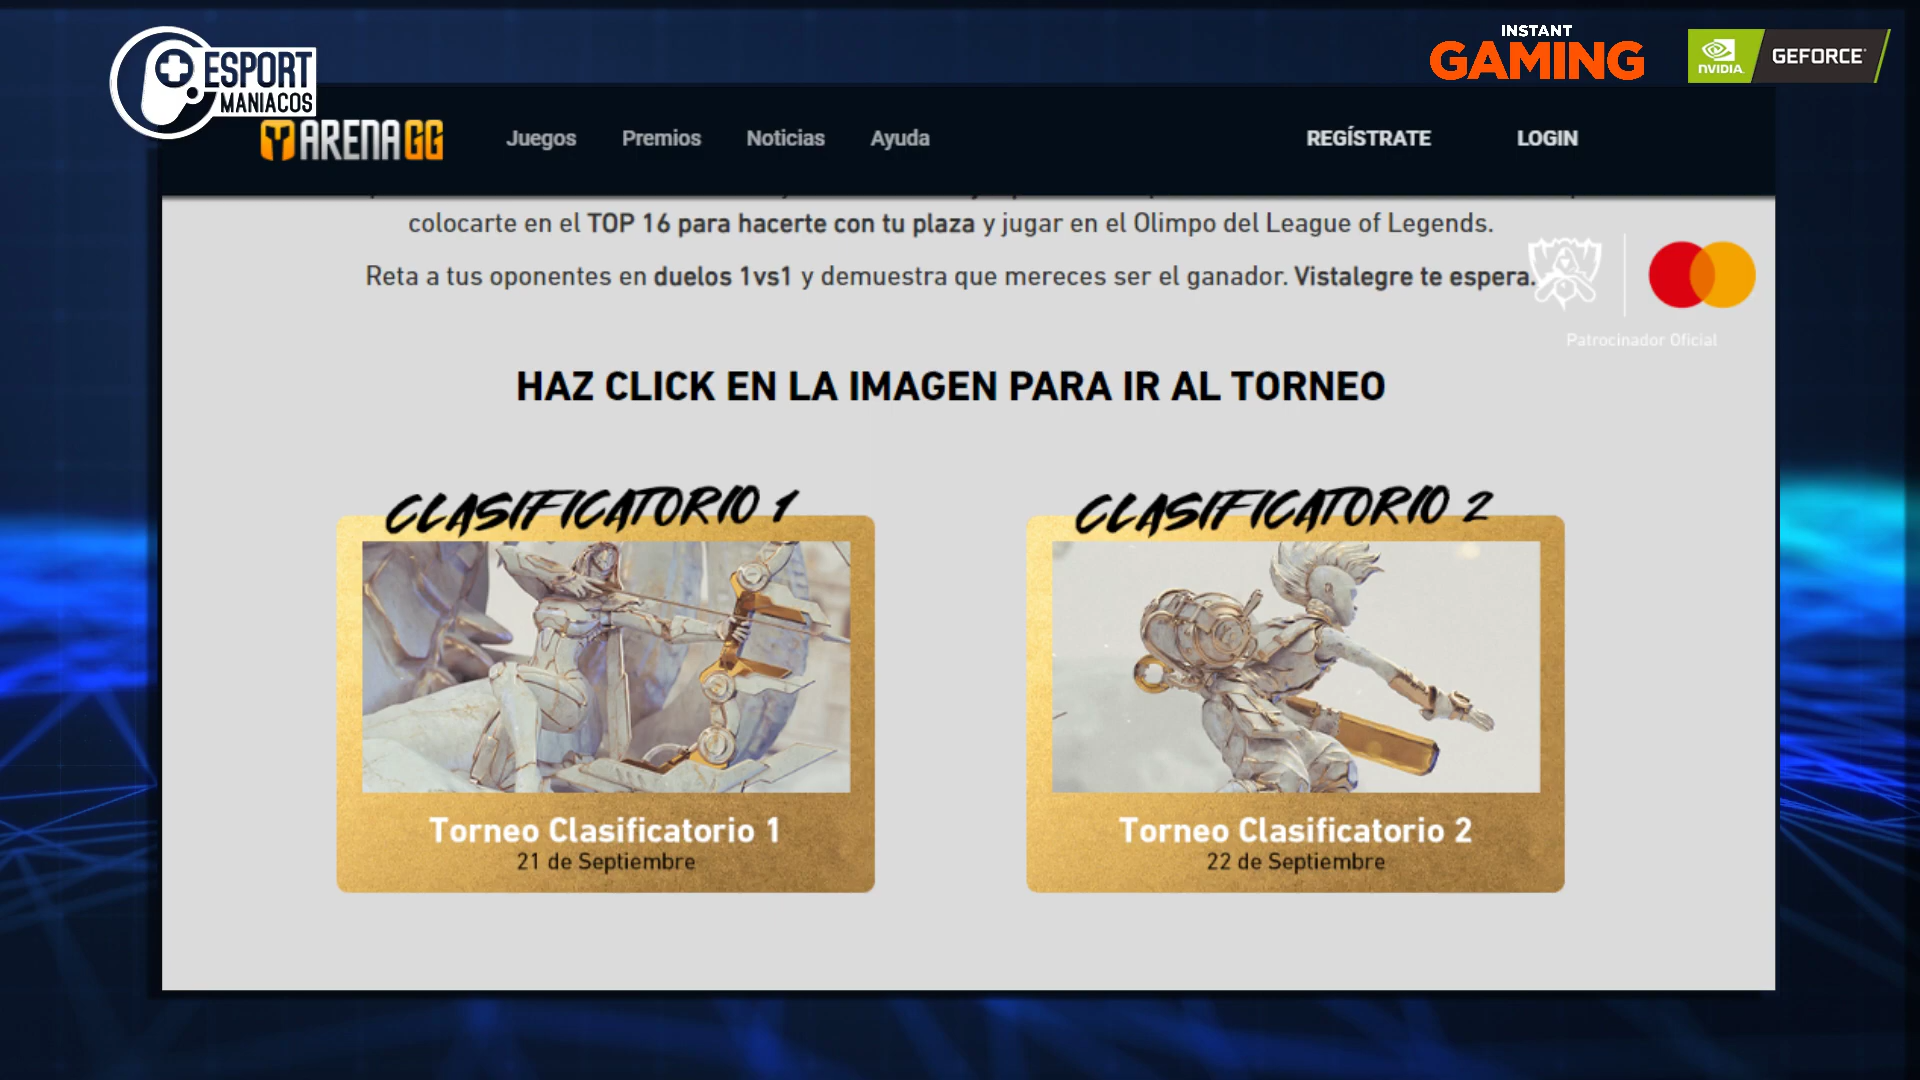 ESPORT
MANIACOS
INSTANT
GAMING
NVIDIA.
GEFORCE
ARENAGG
Juegos
Premios
Noticias
Ayuda
REGÍSTRATE
LOGIN
colocarte en el TOP 16 para hacerte con tu plaza y jugar en el Olimpo del League of Legends.
Reta a tus oponentes en duelos 1vs1 y demuestra que mereces ser el ganador. Vistalegre te espera.
Patrocinador Oficial
HAZ CLICK EN LA IMAGEN PARA IR AL TORNEO
CLASIFICATORIO 1
CLASIFICATORIO 2
Torneo Clasificatorio 1
21 de Septiembre
Torneo Clasificatorio 2
22 de Septiembre